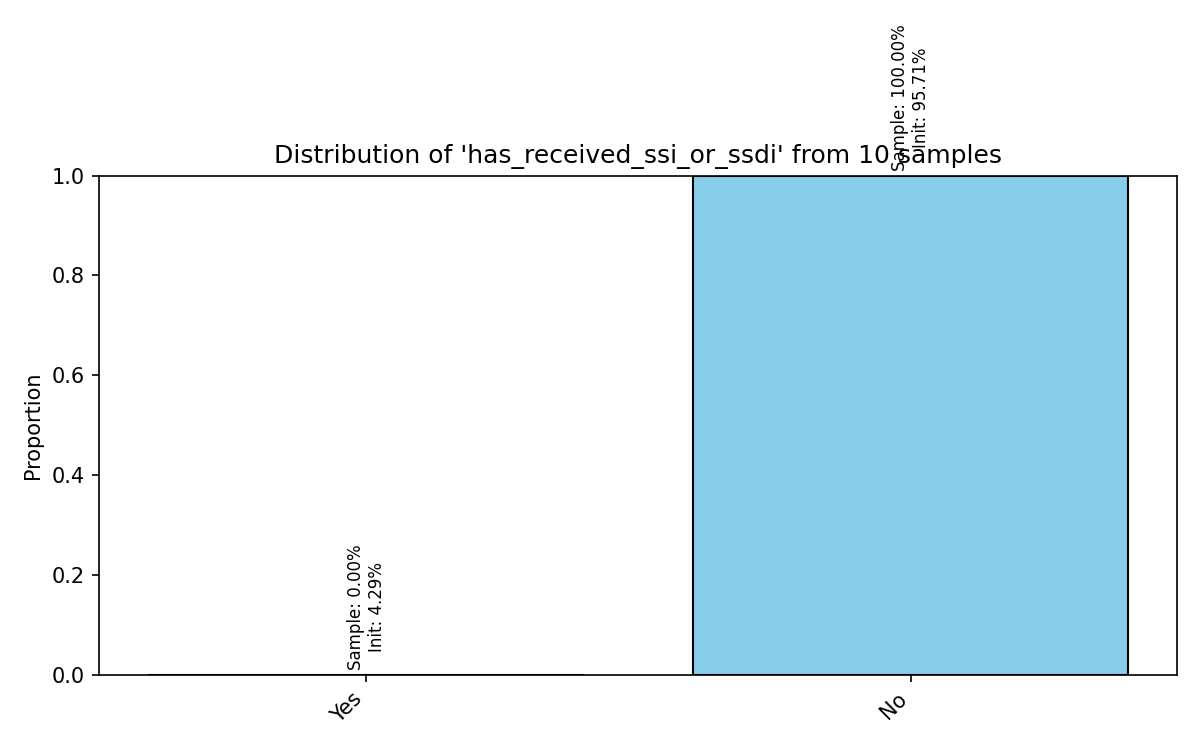 Sample: 100.00%
Init: 95.71%
Distribution of 'has_received_ssi_or_ssdi' from 10 samples
1.0
0.8
0.6
0.4
0.2
0.0
Proportion
Sample: 0.00%
Init: 4.29%
Yes
No